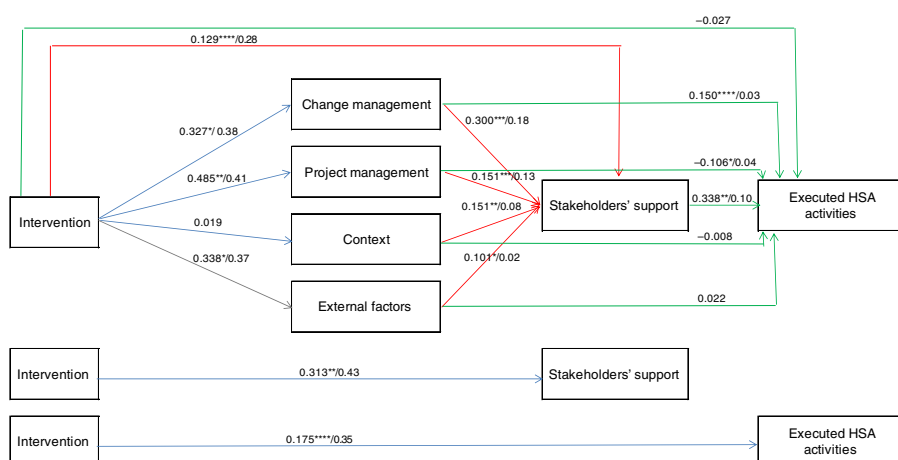 −0.027
0.129****/0.28
Change management
0.150****/0.03
0.327*/ 0.38
0.300***/0.18
Project management
−0.106*/0.04
0.485**/0.41
0.151***/0.13
Intervention
0.151**/0.08
Stakeholders’ support
0.338**/0.10
Executed HSA
activities
0.019
Context
−0.008
0.338*/0.37
0.101*/0.02
External factors
0.022
Intervention
0.313**/0.43
Stakeholders’ support
Intervention
0.175****/0.35
Executed HSA
activities